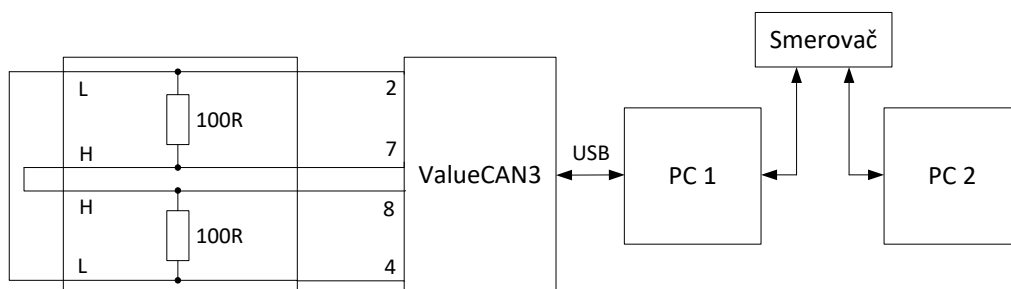 Smerovač
L
2
100R
H
7
USB
ValueCAN3
PC 1
PC 2
H
8
100R
L
4